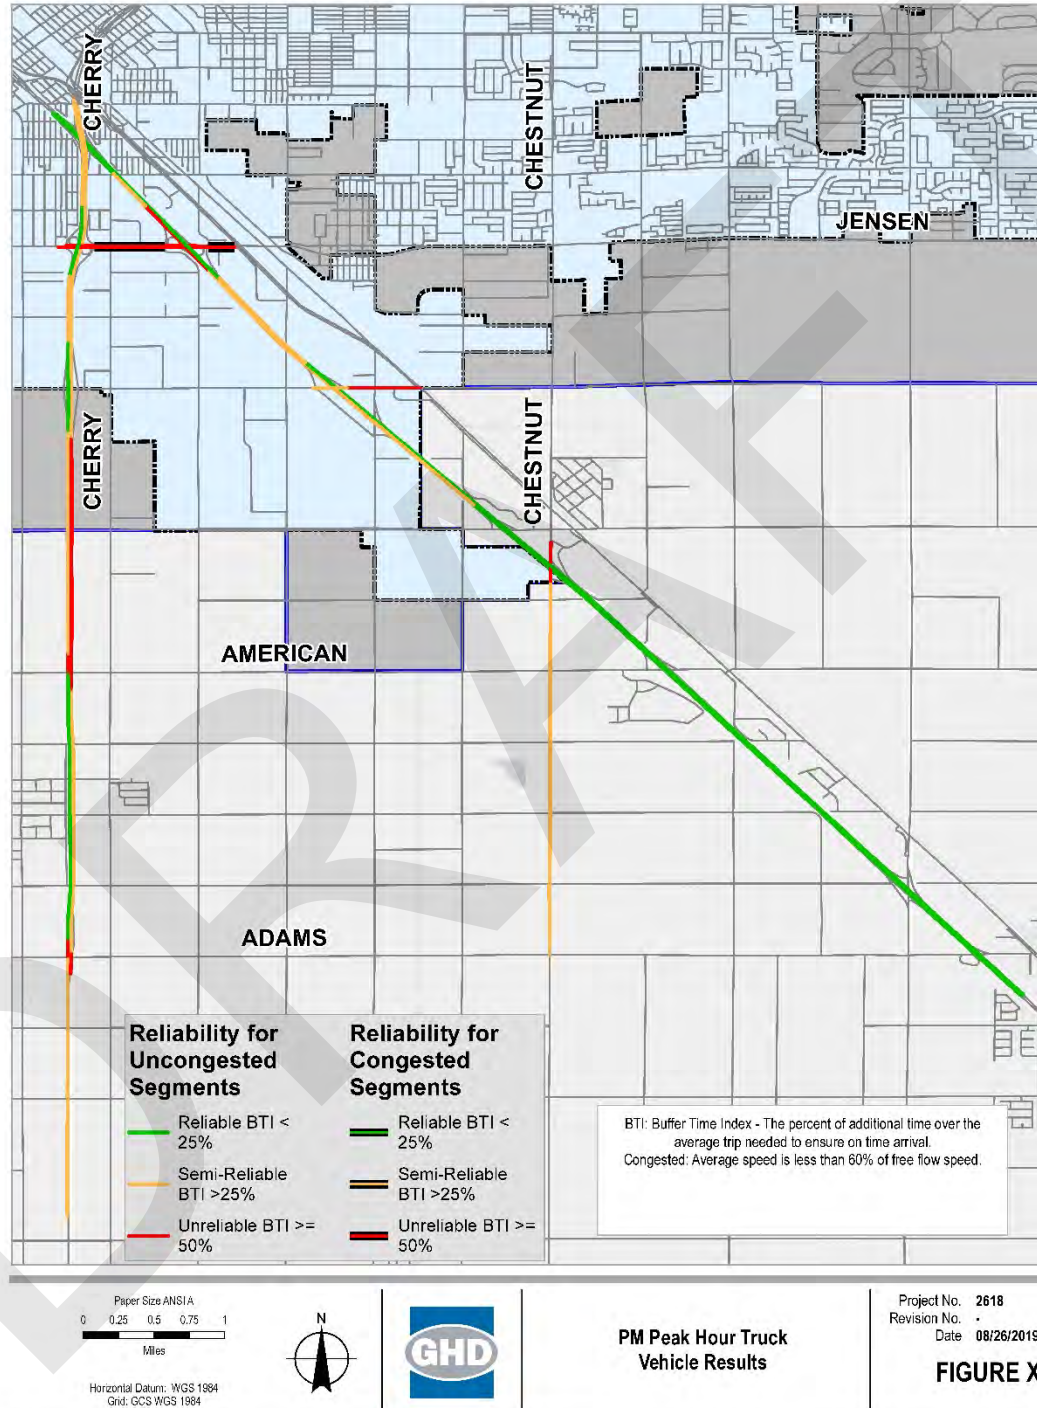 CHERRY
CHESTNUT
JENSEN
CHERRY
CHESTNUT
AMERICAN
ADAMS
DRAFT
Reliability for
Uncongested
Segments
Reliable BTI <
25%
Semi-Reliable
BTI >25%
Unreliable BTI >=
50%
Reliability for
Congested
Segments
Reliable BTI <
25%
Semi-Reliable
BTI >25%
Unreliable BTI >=
50%
BTI: Buffer Time Index - The percent of additional time over the
average trip needed to ensure on time arrival.
Congested: Average speed is less than 60% of free flow speed.
Paper Size ANSI A
0 0.25 0.5 0.75 1
Miles
Horizontal Datum: WGS 1984
Grid: GCS WGS 1984
N
GHD
PM Peak Hour Truck
Vehicle Results
Project No. 2618
Revision No. -
Date 08/26/2019
FIGURE X